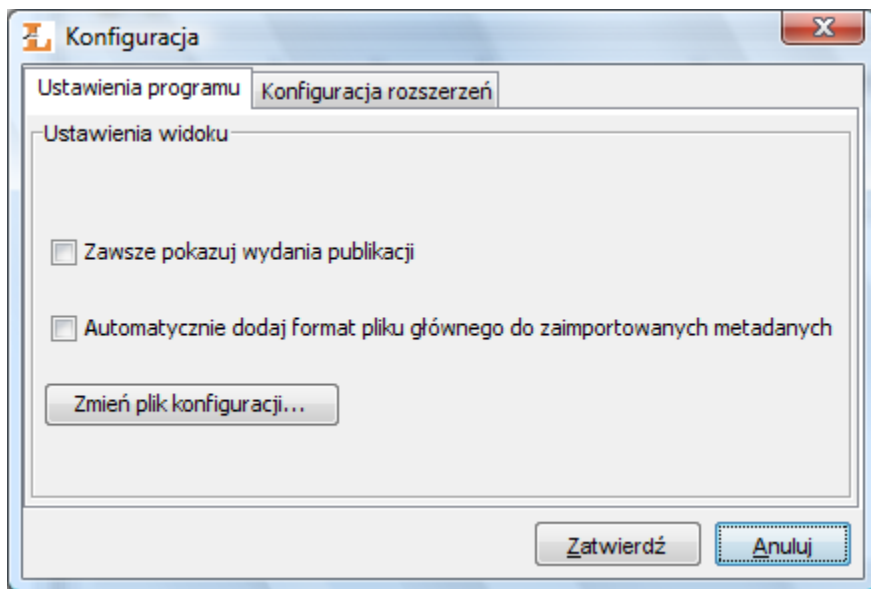 Konfiguracja
Ustawienia programu Konfiguracja rozszerzeń
Ustawienia widoku
Zawsze pokazuj wydania publikacji
Automatycznie dodaj format pliku głównego do zaimportowanych metadanych
Zmień plik konfiguracji...
Zatwierdź Anuluj